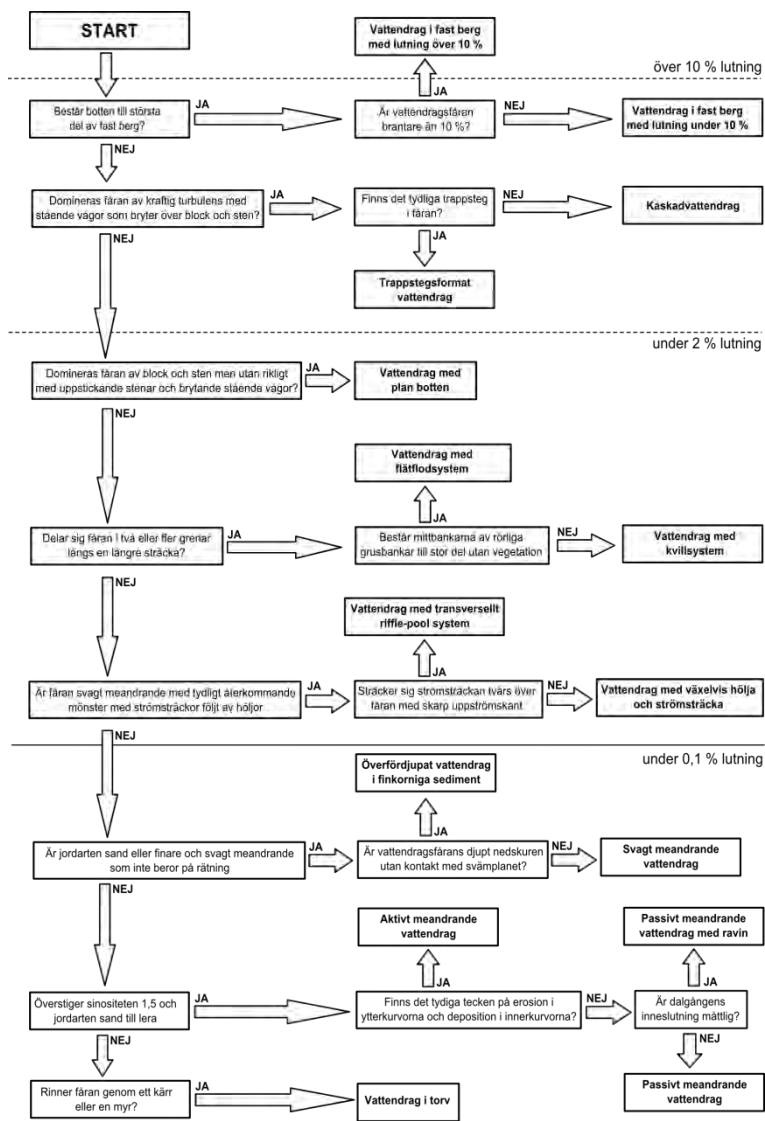 START
Vattendrag i fast berg
med lutning över 10 %
över 10 % lutning
JA
Består botten till största
del av fast berg?
JA
Är vattendragsfåran
brantare än 10 %?
NEJ
Vattendrag i fast berg
med lutning under 10 %
NEJ
Domineras fåran av kraftig turbulens med
stående vågor som bryter över block och sten?
JA
Finns det tydliga trappsteg
i fåran?
NEJ
Kaskadvattendrag
NEJ
JA
Trappstegsformat
vattendrag
under 2 % lutning
Domineras fåran av block och sten men utan rikligt
med uppstickande stenar och brytande stående vågor?
JA
Vattendrag med
plan botten
NEJ
Vattendrag med
flätflodsystem
JA
Delar sig fåran i två eller fler grenar
längs en längre sträcka?
JA
Består mittbankarna av rörliga
grusbankar till stor del utan vegetation
NEJ
Vattendrag med
kvillsystem
NEJ
Vattendrag med transversellt
riffle-pool system
JA
Är fåran svagt meandrande med tydligt återkommande
mönster med strömsträckor följt av höljor
JA
Sträcker sig strömsträckan tvärs över
fåran med skarp uppströmskant
NEJ
Vattendrag med växelvis hölja
och strömsträcka
NEJ
under 0,1 % lutning
Överfördjupat vattendrag
i finkorniga sediment
JA
Är jordarten sand eller finare och svagt meandrande
som inte beror på rätning
JA
Är vattendragsfårans djupt nedskuren
utan kontakt med svämplanet?
NEJ
Svagt meandrande
vattendrag
NEJ
Aktivt meandrande
vattendrag
Passivt meandrande
vattendrag med ravin
JA
JA
Överstiger sinositeten 1,5 och
jordarten sand till lera
JA
Finns det tydiga tecken på erosion i
ytterkurvorna och deposition i innerkurvorna?
NEJ
Är dalgångens
inneslutning måttlig?
NEJ
NEJ
Rinner fåran genom ett kärr
eller en myr?
JA
Vattendrag i torv
Passivt meandrande
vattendrag